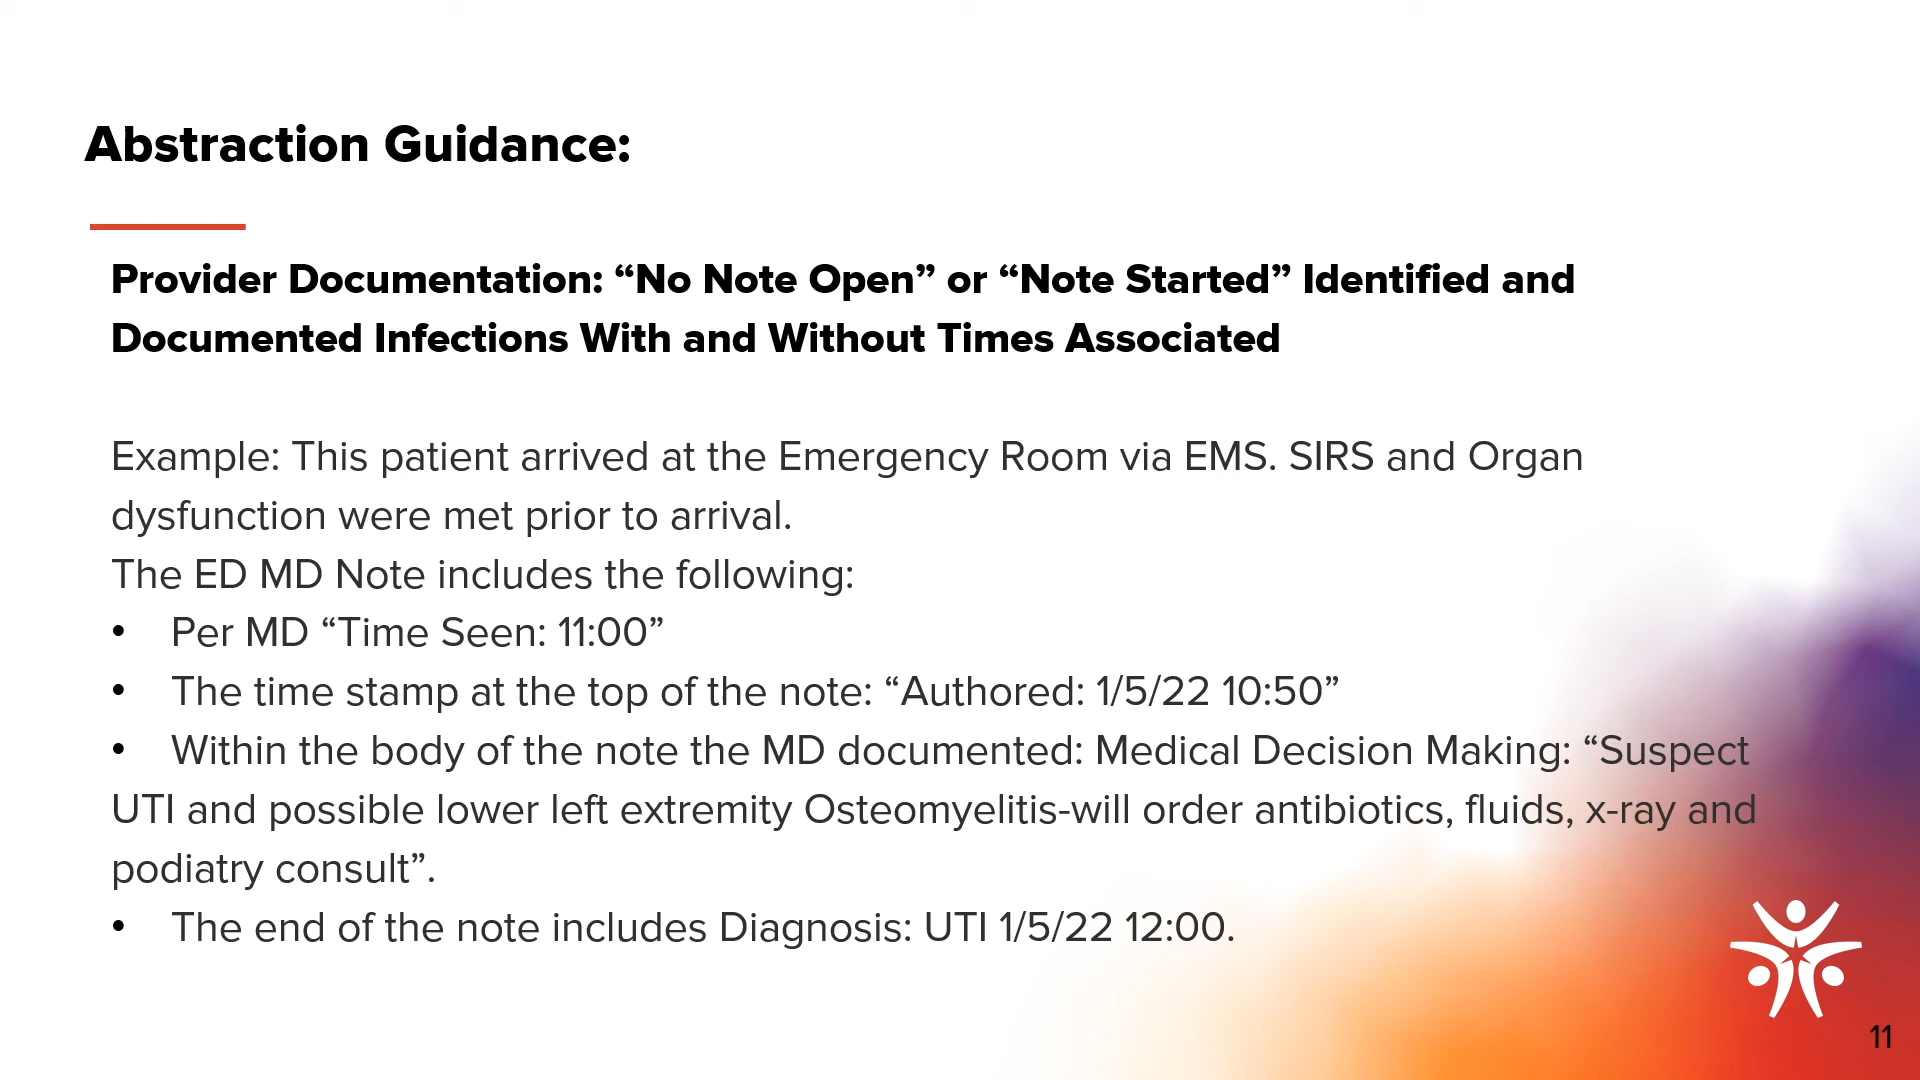 Abstraction Guidance:
Provider Documentation: “No Note Open” or “Note Started” Identified and
Documented Infections With and Without Times Associated
Example: This patient arrived at the Emergency Room via EMS. SIRS and Organ
dysfunction were met prior to arrival.
The ED MD Note includes the following:
• Per MD “Time Seen: 11:00”
• The time stamp at the top of the note: “Authored: 1/5/22 10:50”
• Within the body of the note the MD documented: Medical Decision Making: “Suspect
UTI and possible lower left extremity Osteomyelitis-will order antibiotics, fluids, x-ray and
podiatry consult”.
• The end of the note includes Diagnosis: UTI 1/5/22 12:00.
11